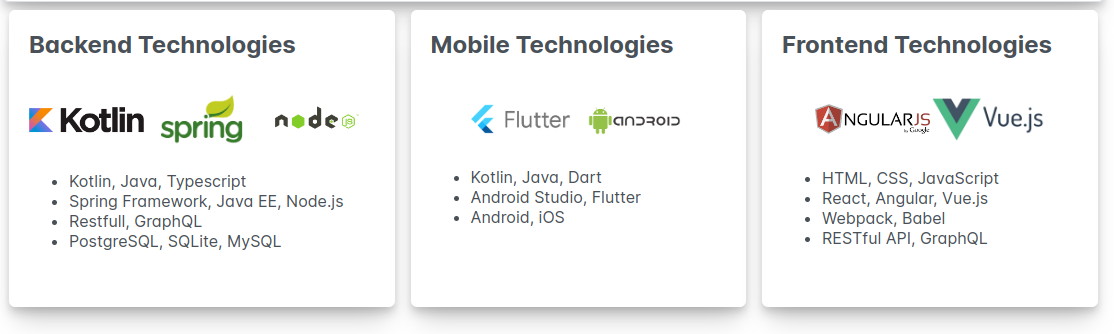 Backend Technologies
Kotlin
spring
node
JS
Kotlin, Java, Typescript
Spring Framework, Java EE, Node.js
Restfull, GraphQL
PostgreSQL, SQLite, MySQL
Mobile Technologies
Flutter
ANDROID
Kotlin, Java, Dart
Android Studio, Flutter
Android, iOS
Frontend Technologies
ANGULARJS
by Google
Vue.js
HTML, CSS, JavaScript
React, Angular, Vue.js
Webpack, Babel
RESTful API, GraphQL